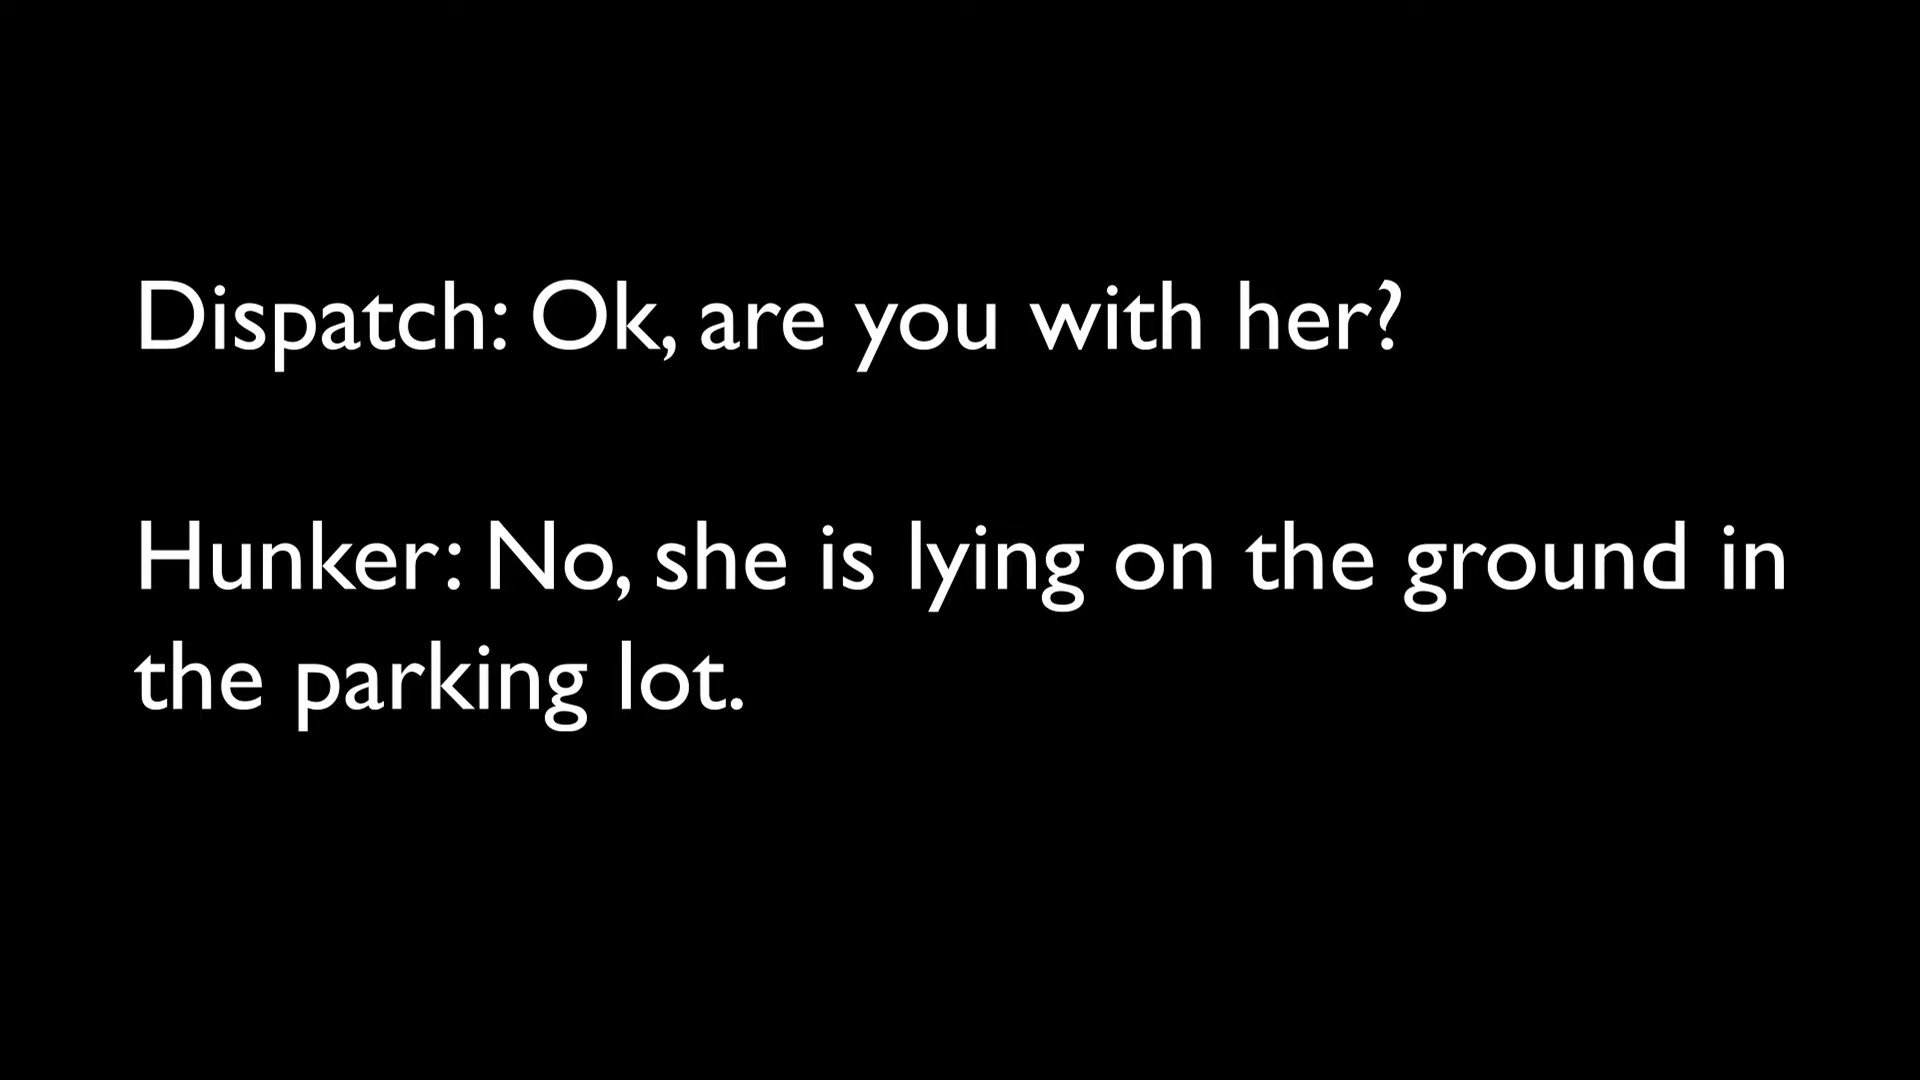 Dispatch: Ok, are you with her?
Hunker: No, she is lying on the ground in
the parking lot.